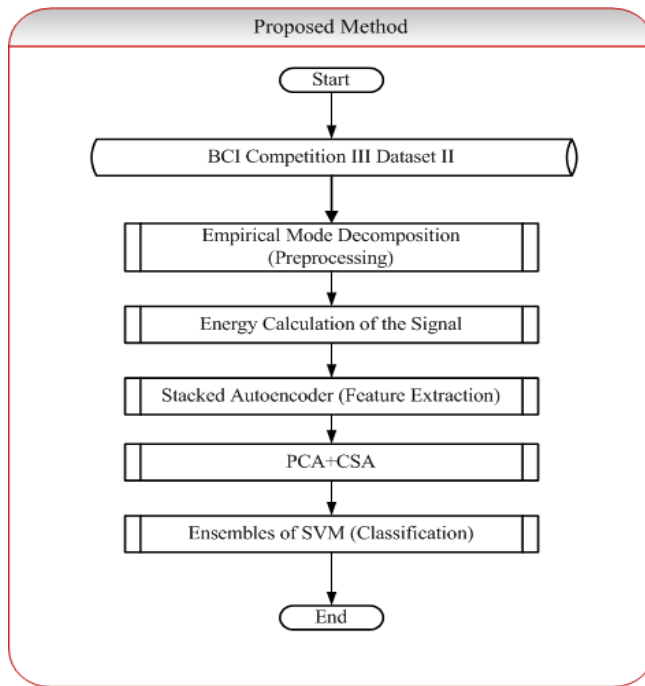 Proposed Method
Start
BCI Competition III Dataset II
Empirical Mode Decomposition
(Preprocessing)
Energy Calculation of the Signal
Stacked Autoencoder (Feature Extraction)
PCA+CSA
Ensembles of SVM (Classification)
End